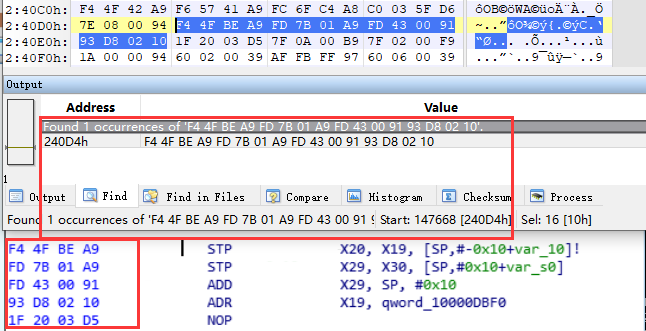 2:40C0h: F4 4F 42 A9 F6 57 41 A9 FC 6F C4 A8 C0 03 5F D6 ôOB©öWA©üoÄ¨À._Ö
2:40D0h: 7E 08 00 94 F4 4F BE A9 FD 7B 01 A9 FD 43 00 91 ~..”ôO¾©ý{.©ýC.‘
2:40E0h: 93 D8 02 10 1F 20 03 D5 7F 0A 00 B9 7F 02 00 F9
2:40F0h: 1A 00 00 94 60 02 00 39 AF FB FF 97 60 06 00 39
Output
Address Value
Found 1 occurrences of 'F4 4F BE A9 FD 7B 01 A9 FD 43 00 91 93 D8 02 10'.
240D4h F4 4F BE A9 FD 7B 01 A9 FD 43 00 91 93 D8 02 10
1
Output Find Find in Files Compare Histogram Checksum Process
Found 1 occurrences of 'F4 4F BE A9 FD 7B 01 A9 FD 43 00 91 9 Start: 147668 [240D4h] Sel: 16 [10h]
F4 4F BE A9 STP X20, X19, [SP,#-0x10+var_10]!
FD 7B 01 A9 STP X29, X30, [SP,#0x10+var_s0]
FD 43 00 91 ADD X29, SP, #0x10
93 D8 02 10 ADR X19, qword_10000DBF0
1F 20 03 D5 NOP